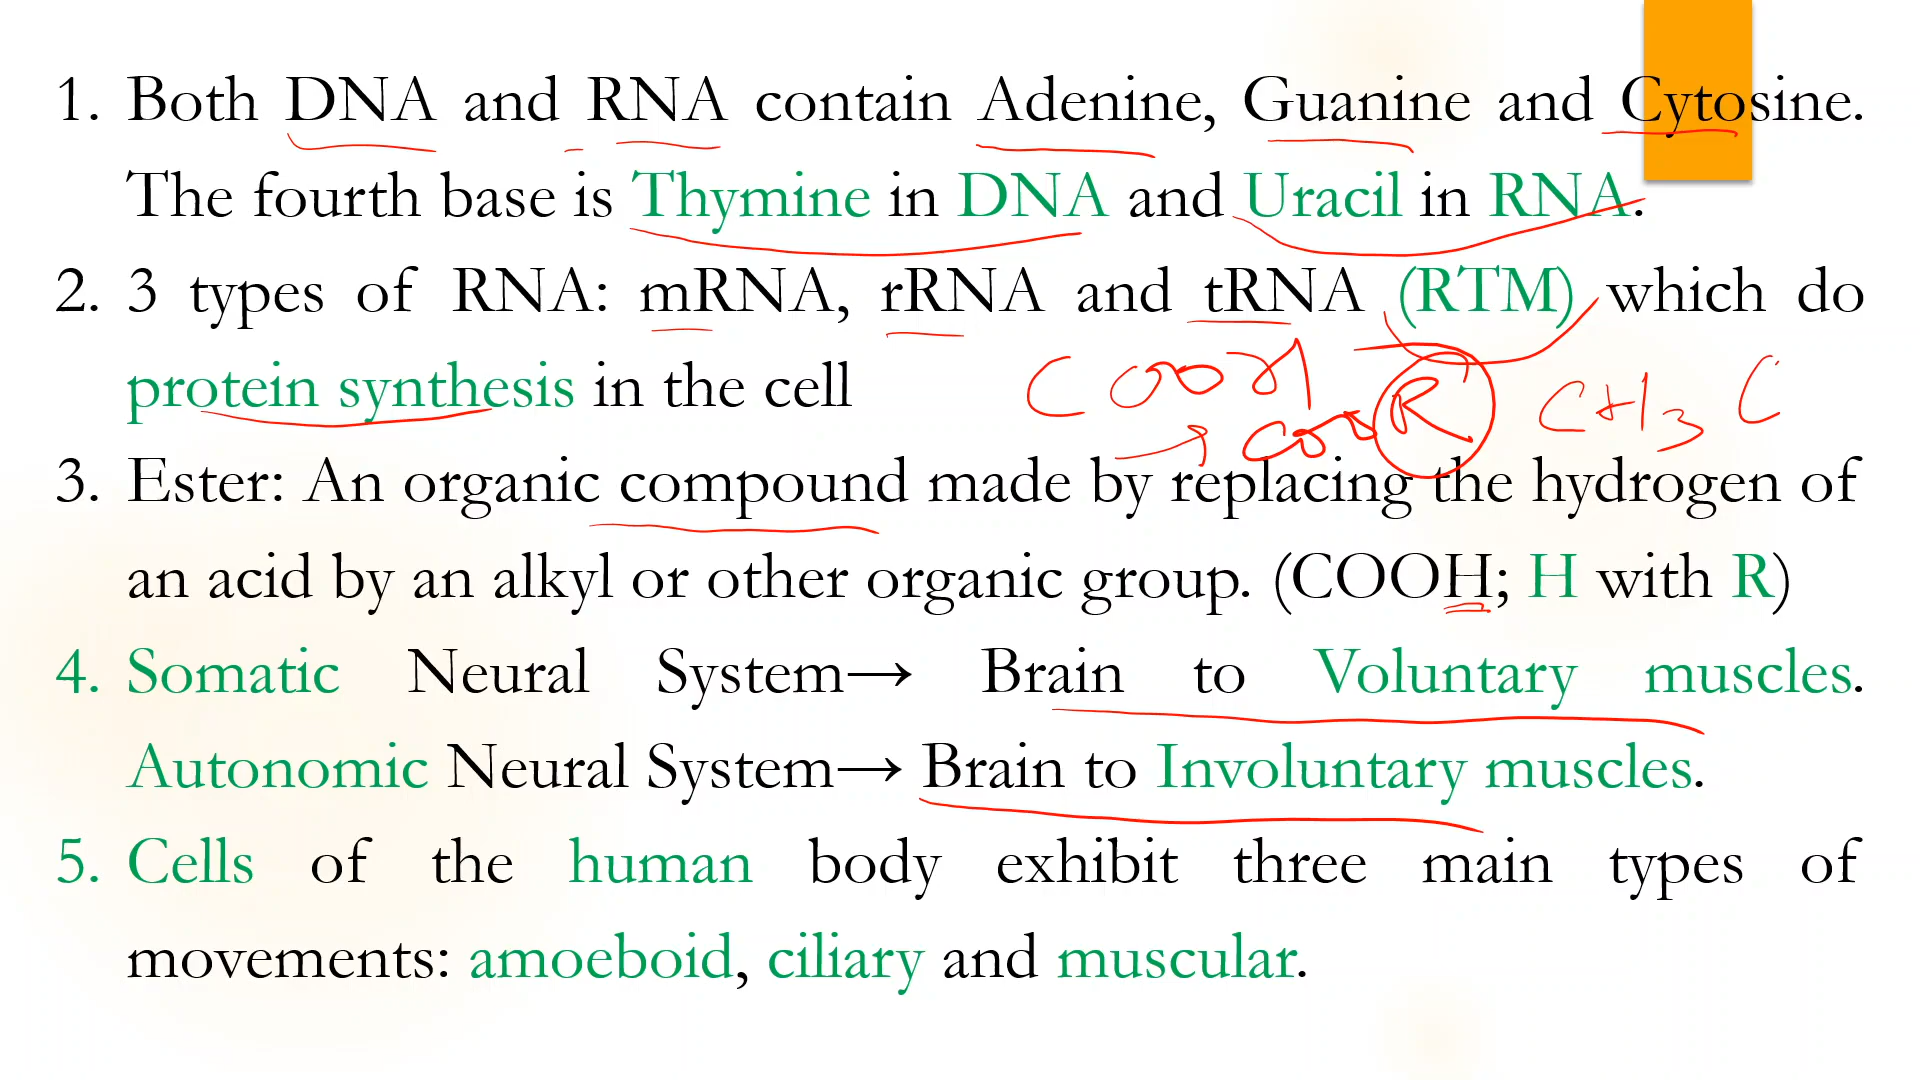 1. Both DNA and RNA contain Adenine, Guanine and Cytosine.
The fourth base is Thymine in DNA and Uracil in RNA.
2. 3 types of RNA: mRNA, rRNA and tRNA (RTM) which do
protein synthesis in the cell
COOH
→ COOR
CH3 C
3. Ester: An organic compound made by replacing the hydrogen of
an acid by an alkyl or other organic group. (COOH; H with R)
4. Somatic Neural System→ Brain to Voluntary muscles.
Autonomic Neural System→ Brain to Involuntary muscles.
5. Cells of the human body exhibit three main types of
movements: amoeboid, ciliary and muscular.